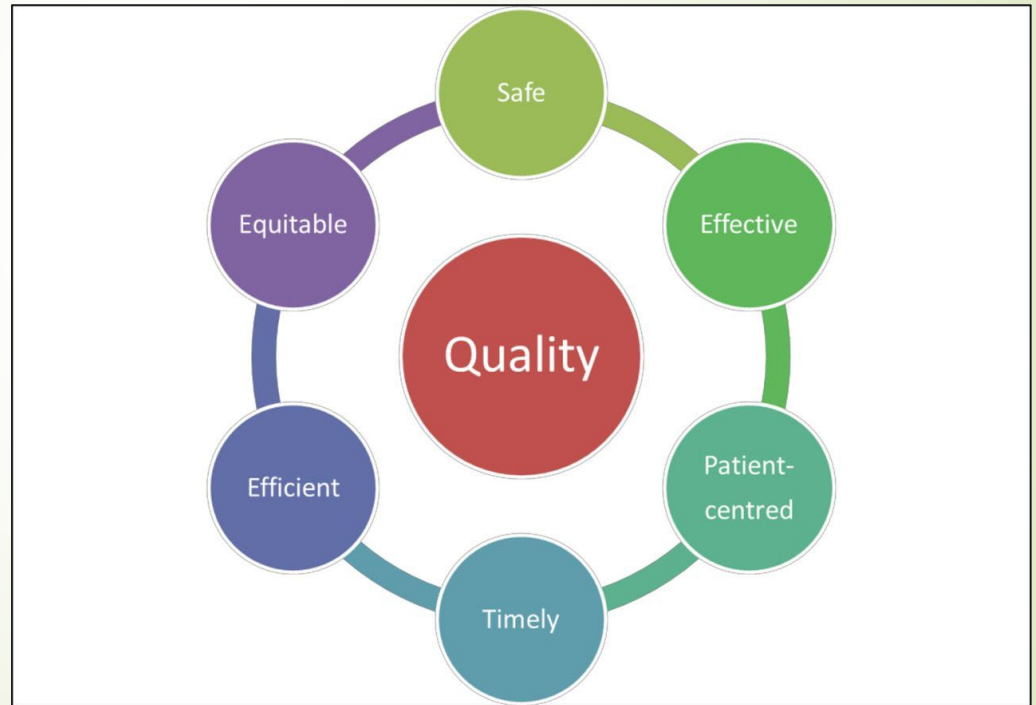 Safe
Effective
Patient-
centred
Timely
Efficient
Equitable
Quality